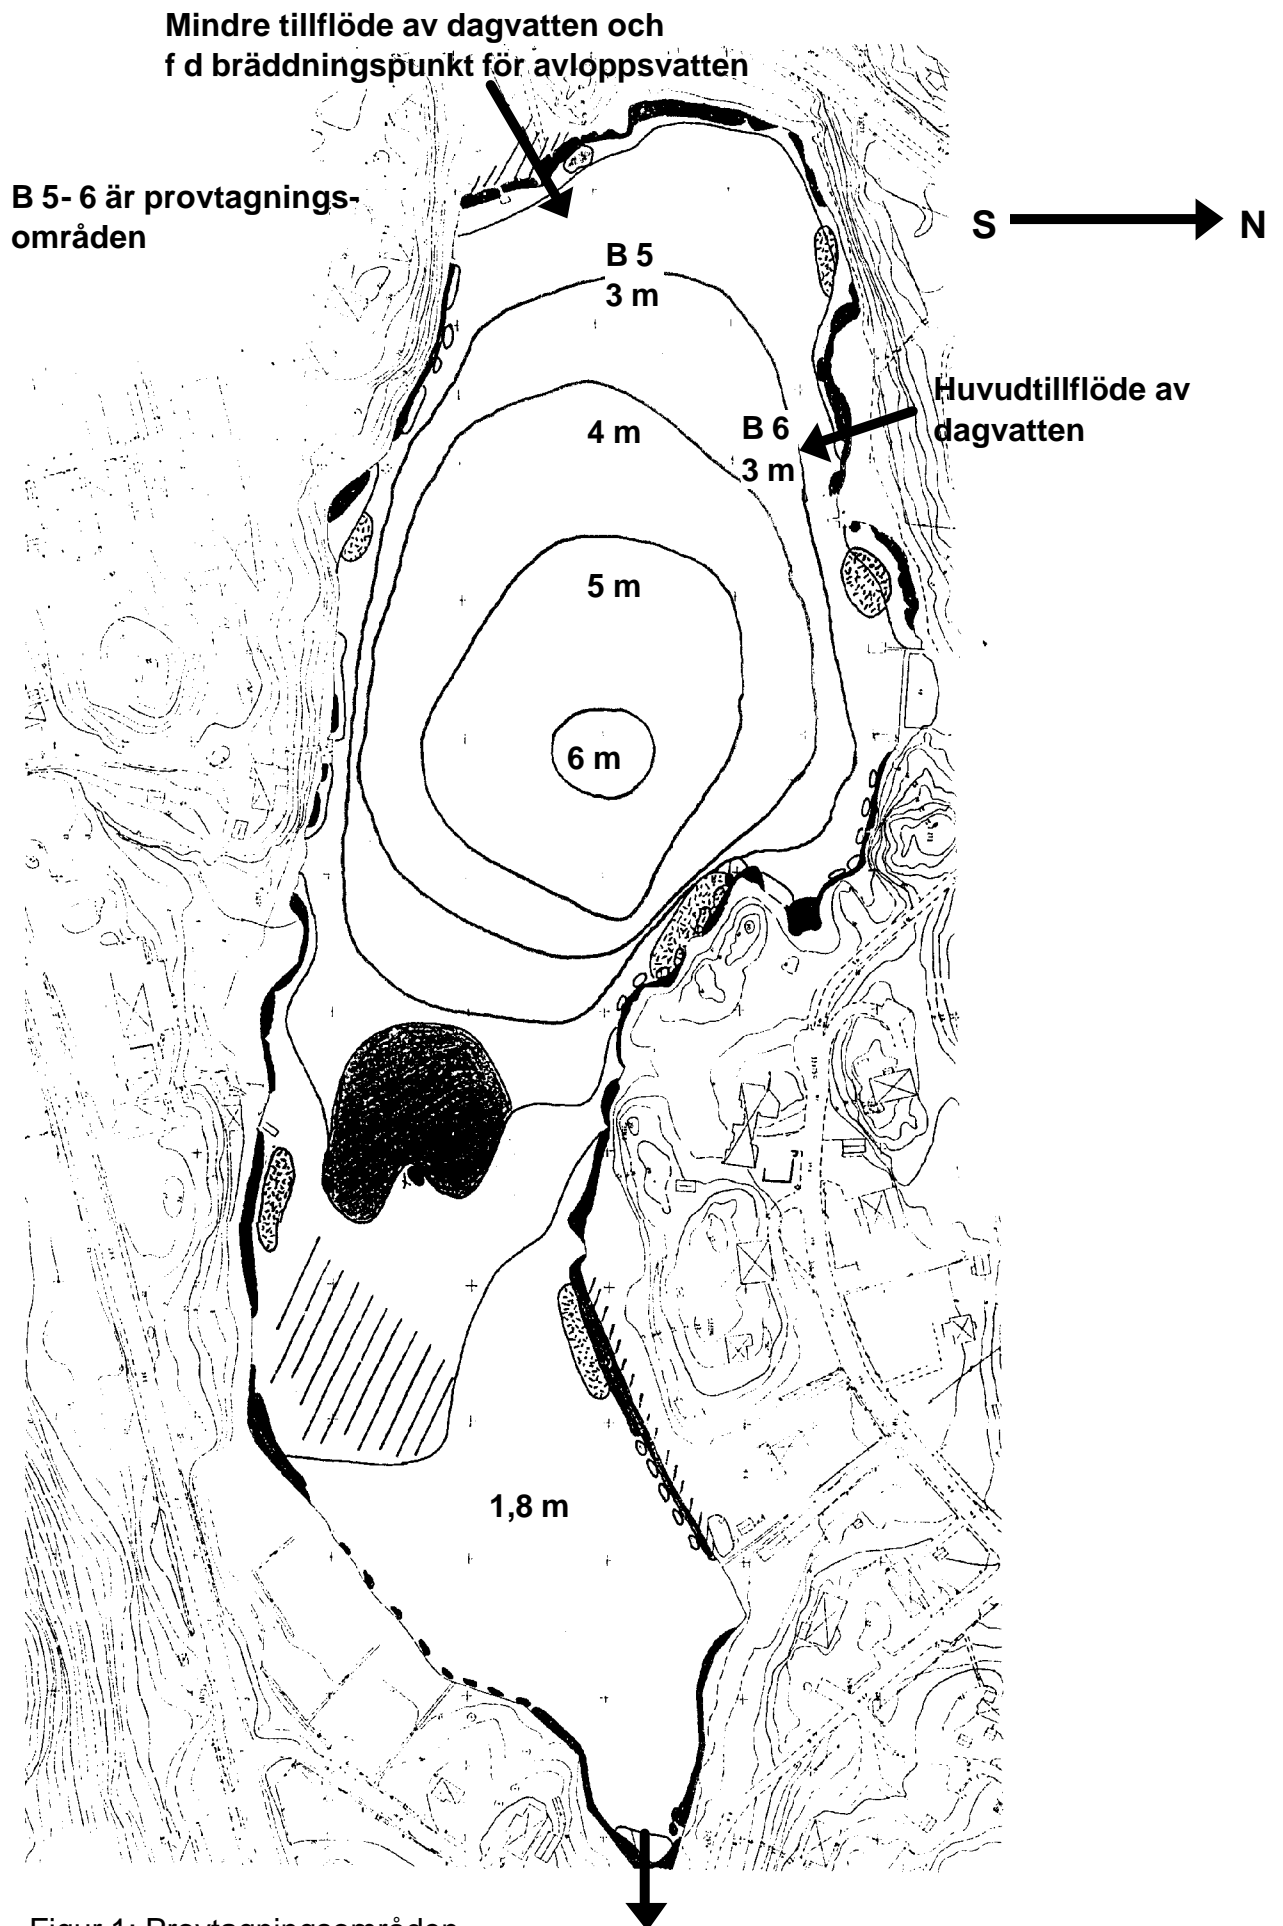 Mindre tillflöde av dagvatten och
f d bräddningspunkt för avloppsvatten
B 5- 6 är provtagnings-
områden
S
N
B 5
3 m
Huvudtillflöde av
dagvatten
4 m
B 6
3 m
5 m
6 m
1,8 m
Figur 1: Provtagningsområden